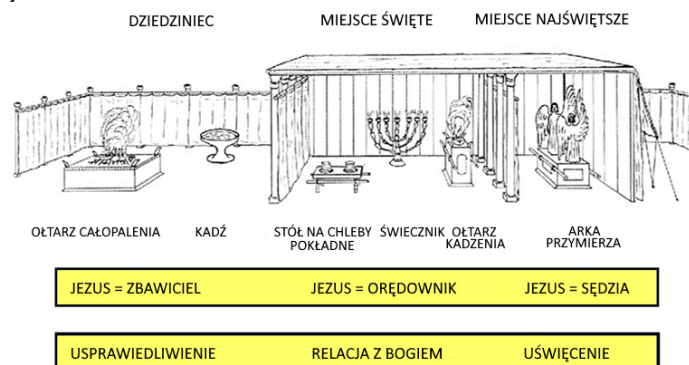 DZIEDZINIEC MIEJSCE ŚWIĘTE MIEJSCE NAJŚWIĘTSZE
OŁTARZ CAŁOPALENIA KADŹ STÓŁ NA CHLEBY ŚWIECZNIK OŁTARZ ARKA
POKŁADNE KADZENIA PRZYMIERZA
JEZUS = ZBAWICIEL JEZUS = ORĘDOWNIK JEZUS = SĘDZIA
USPRAWIEDLIWIENIE RELACJA Z BOGIEM UŚWIĘCENIE